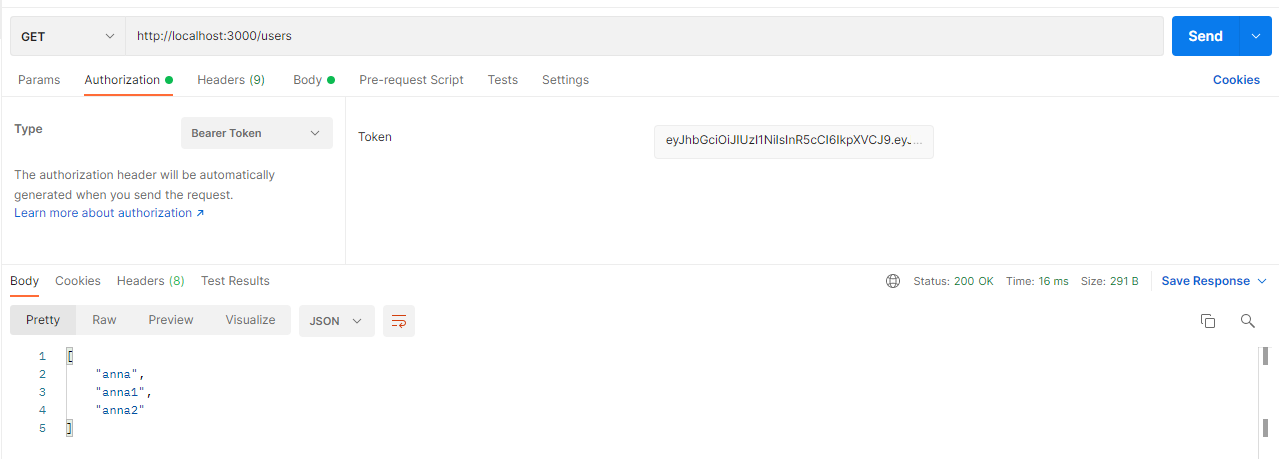 GET http://localhost:3000/users Send
Params Authorization Headers (9) Body Pre-request Script Tests Settings Cookies
Type Bearer Token
The authorization header will be automatically
generated when you send the request.
Learn more about authorization ↗
Token eyJhbGciOiJIUzI1NiIsInR5cCI6IkpXVCJ9.eyJ...
Body Cookies Headers (8) Test Results Status: 200 OK Time: 16 ms Size: 291 B Save Response
Pretty Raw Preview Visualize JSON
1 [
2 "anna",
3 "anna1",
4 "anna2"
5 ]